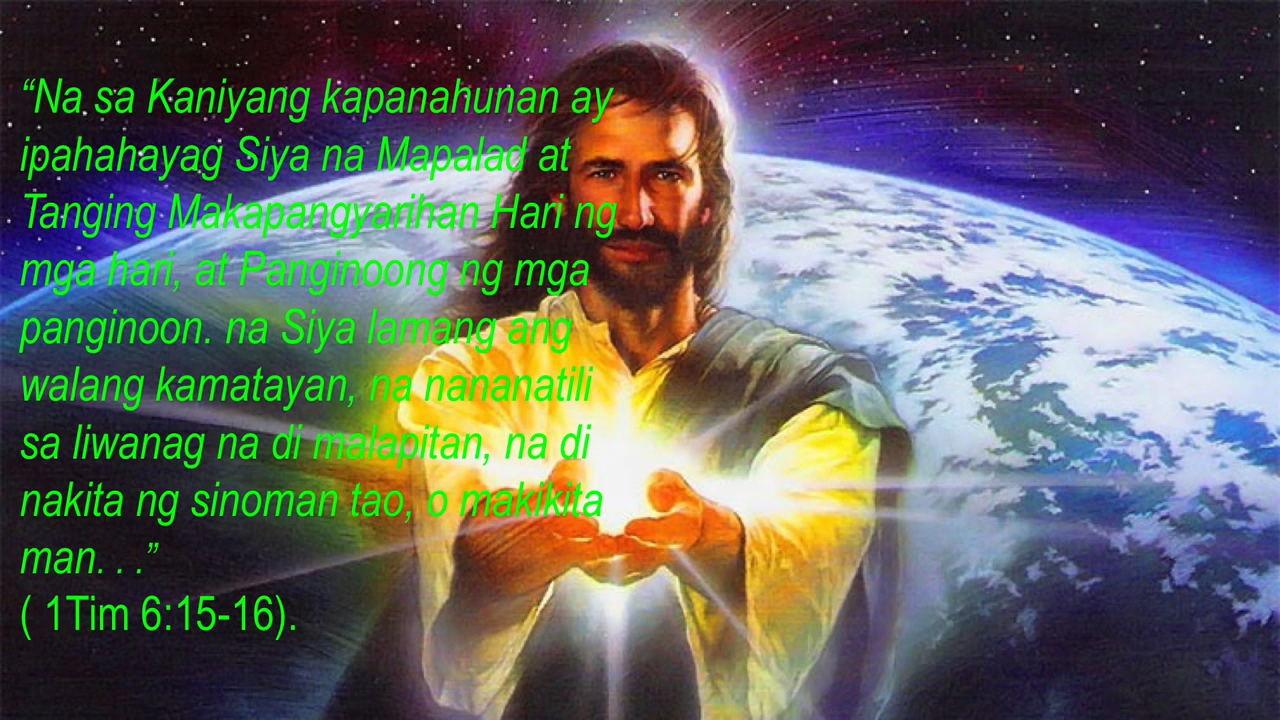 “Na sa Kaniyang kapanahunan ay
ipahahayag Siya na Mapalad at
Tanging Makapangyarihan Hari ng
mga hari, at Panginoong ng mga
panginoon. na Siya lamang ang
walang kamatayan, na nananatili
sa liwanag na di malapitan, na di
nakita ng sinoman tao, o makikita
man. . .”
( 1Tim 6:15-16).